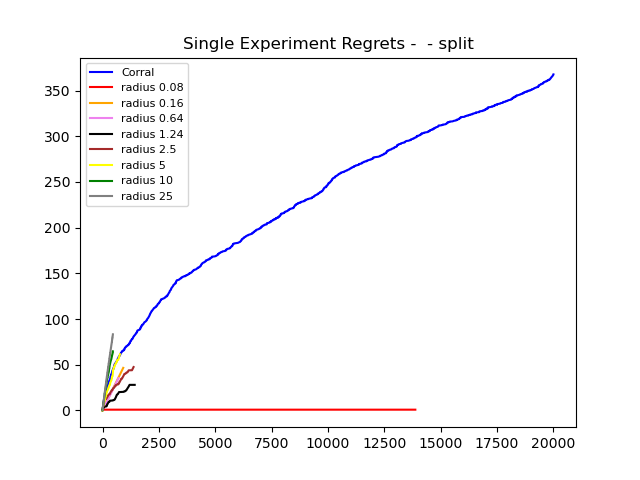 Single Experiment Regrets -  - split
Corral
radius 0.08
radius 0.16
radius 0.64
radius 1.24
radius 2.5
radius 5
radius 10
radius 25
350
300
250
200
150
100
50
0
0 2500 5000 7500 10000 12500 15000 17500 20000